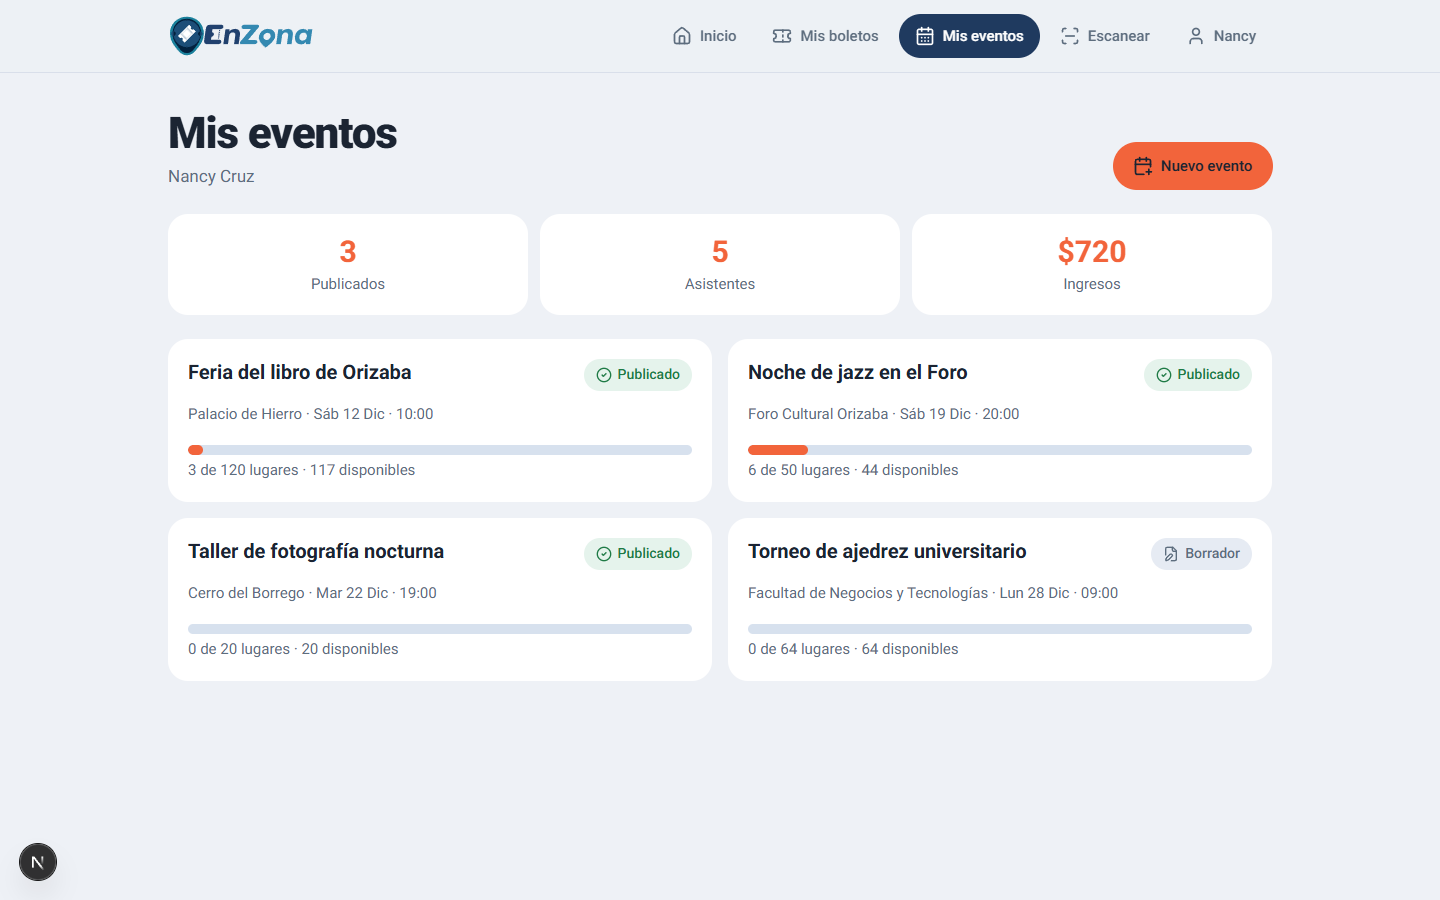 EnZona
Inicio
Mis boletos
Mis eventos
Escanear
Nancy
Mis eventos
Nancy Cruz
Nuevo evento
3
Publicados
5
Asistentes
$720
Ingresos
Feria del libro de Orizaba
Publicado
Palacio de Hierro · Sáb 12 Dic · 10:00
3 de 120 lugares · 117 disponibles
Noche de jazz en el Foro
Publicado
Foro Cultural Orizaba · Sáb 19 Dic · 20:00
6 de 50 lugares · 44 disponibles
Taller de fotografía nocturna
Publicado
Cerro del Borrego · Mar 22 Dic · 19:00
0 de 20 lugares · 20 disponibles
Torneo de ajedrez universitario
Borrador
Facultad de Negocios y Tecnologías · Lun 28 Dic · 09:00
0 de 64 lugares · 64 disponibles
N